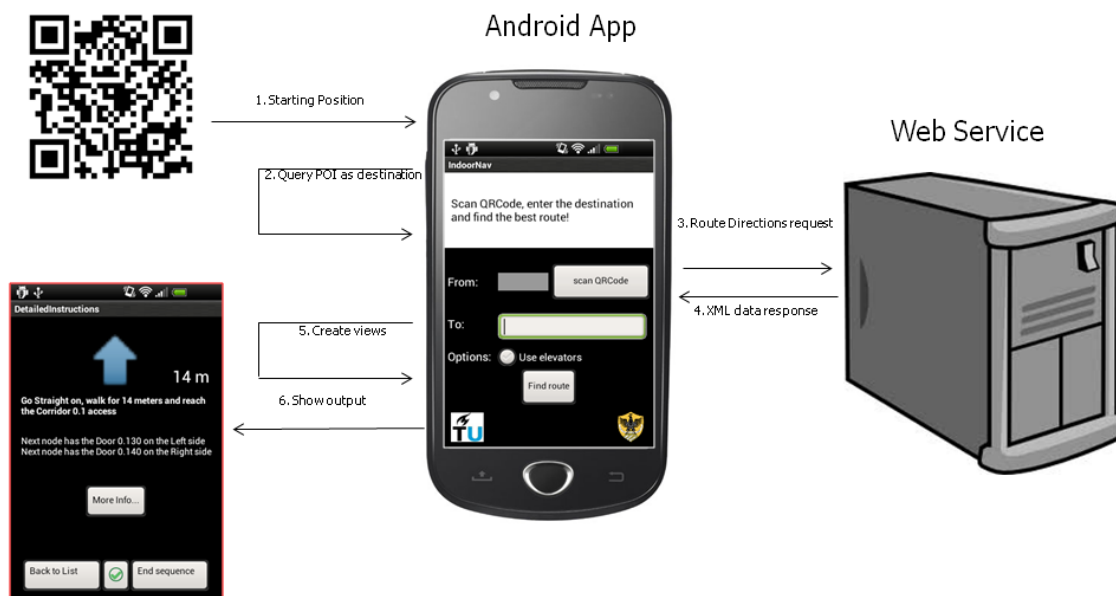 Android App
1. Starting Position
2. Query POI as destination
IndoorNav
Scan QRCode, enter the destination
and find the best route!
From:
scan QRCode
To:
Options:
Use elevators
Find route
TU
Web Service
3. Route Directions request
4. XML data response
5. Create views
6. Show output
DetailedInstructions
14 m
Go Straight on, walk for 14 meters and reach
the Corridor 0.1 access
Next node has the Door 0.130 on the Left side
Next node has the Door 0.140 on the Right side
More Info...
Back to List
End sequence